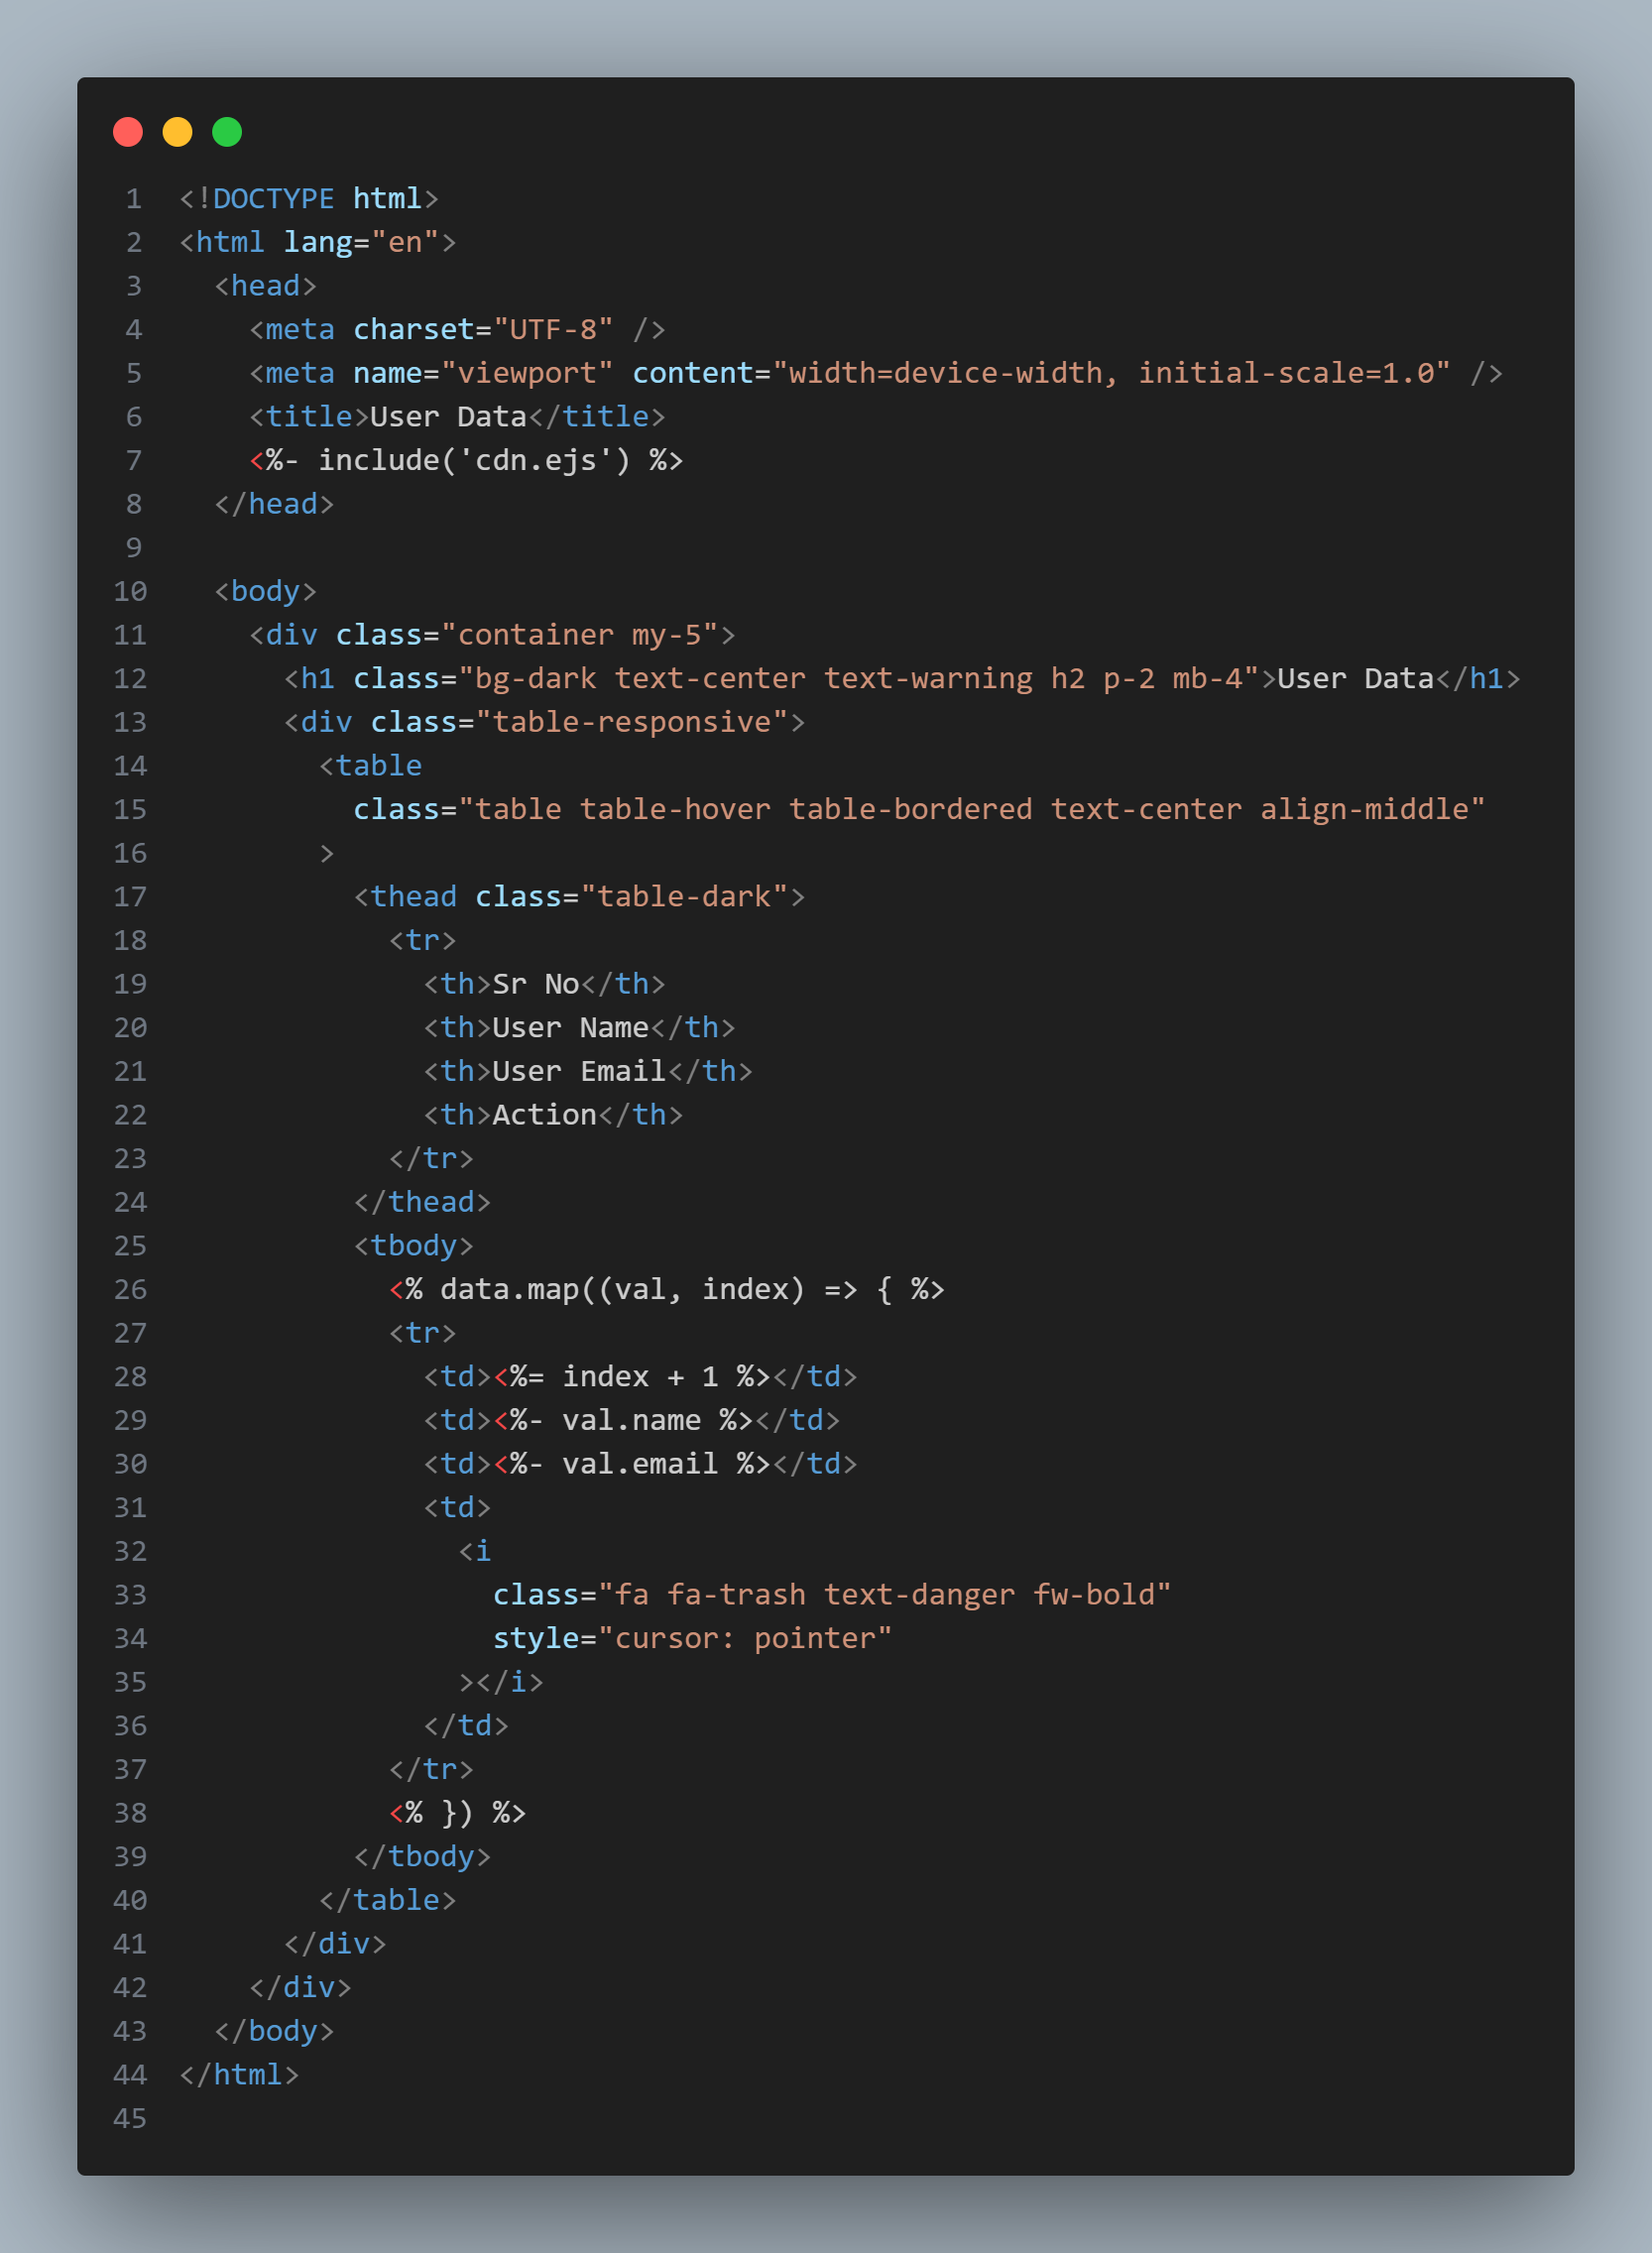 1 <!DOCTYPE html>
2 <html lang="en">
3   <head>
4     <meta charset="UTF-8" />
5     <meta name="viewport" content="width=device-width, initial-scale=1.0" />
6     <title>User Data</title>
7     <%- include('cdn.ejs') %>
8   </head>
9
10   <body>
11     <div class="container my-5">
12       <h1 class="bg-dark text-center text-warning h2 p-2 mb-4">User Data</h1>
13       <div class="table-responsive">
14         <table
15           class="table table-hover table-bordered text-center align-middle"
16         >
17           <thead class="table-dark">
18             <tr>
19               <th>Sr No</th>
20               <th>User Name</th>
21               <th>User Email</th>
22               <th>Action</th>
23             </tr>
24           </thead>
25           <tbody>
26             <% data.map((val, index) => { %>
27             <tr>
28               <td><%= index + 1 %></td>
29               <td><%- val.name %></td>
30               <td><%- val.email %></td>
31               <td>
32                 <i
33                   class="fa fa-trash text-danger fw-bold"
34                   style="cursor: pointer"
35                 ></i>
36               </td>
37             </tr>
38             <% }) %>
39           </tbody>
40         </table>
41       </div>
42     </div>
43   </body>
44 </html>
45